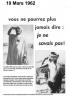 19 Mars 1962
vous ne pourrez plus
jamais dire :
je ne
savais pas!